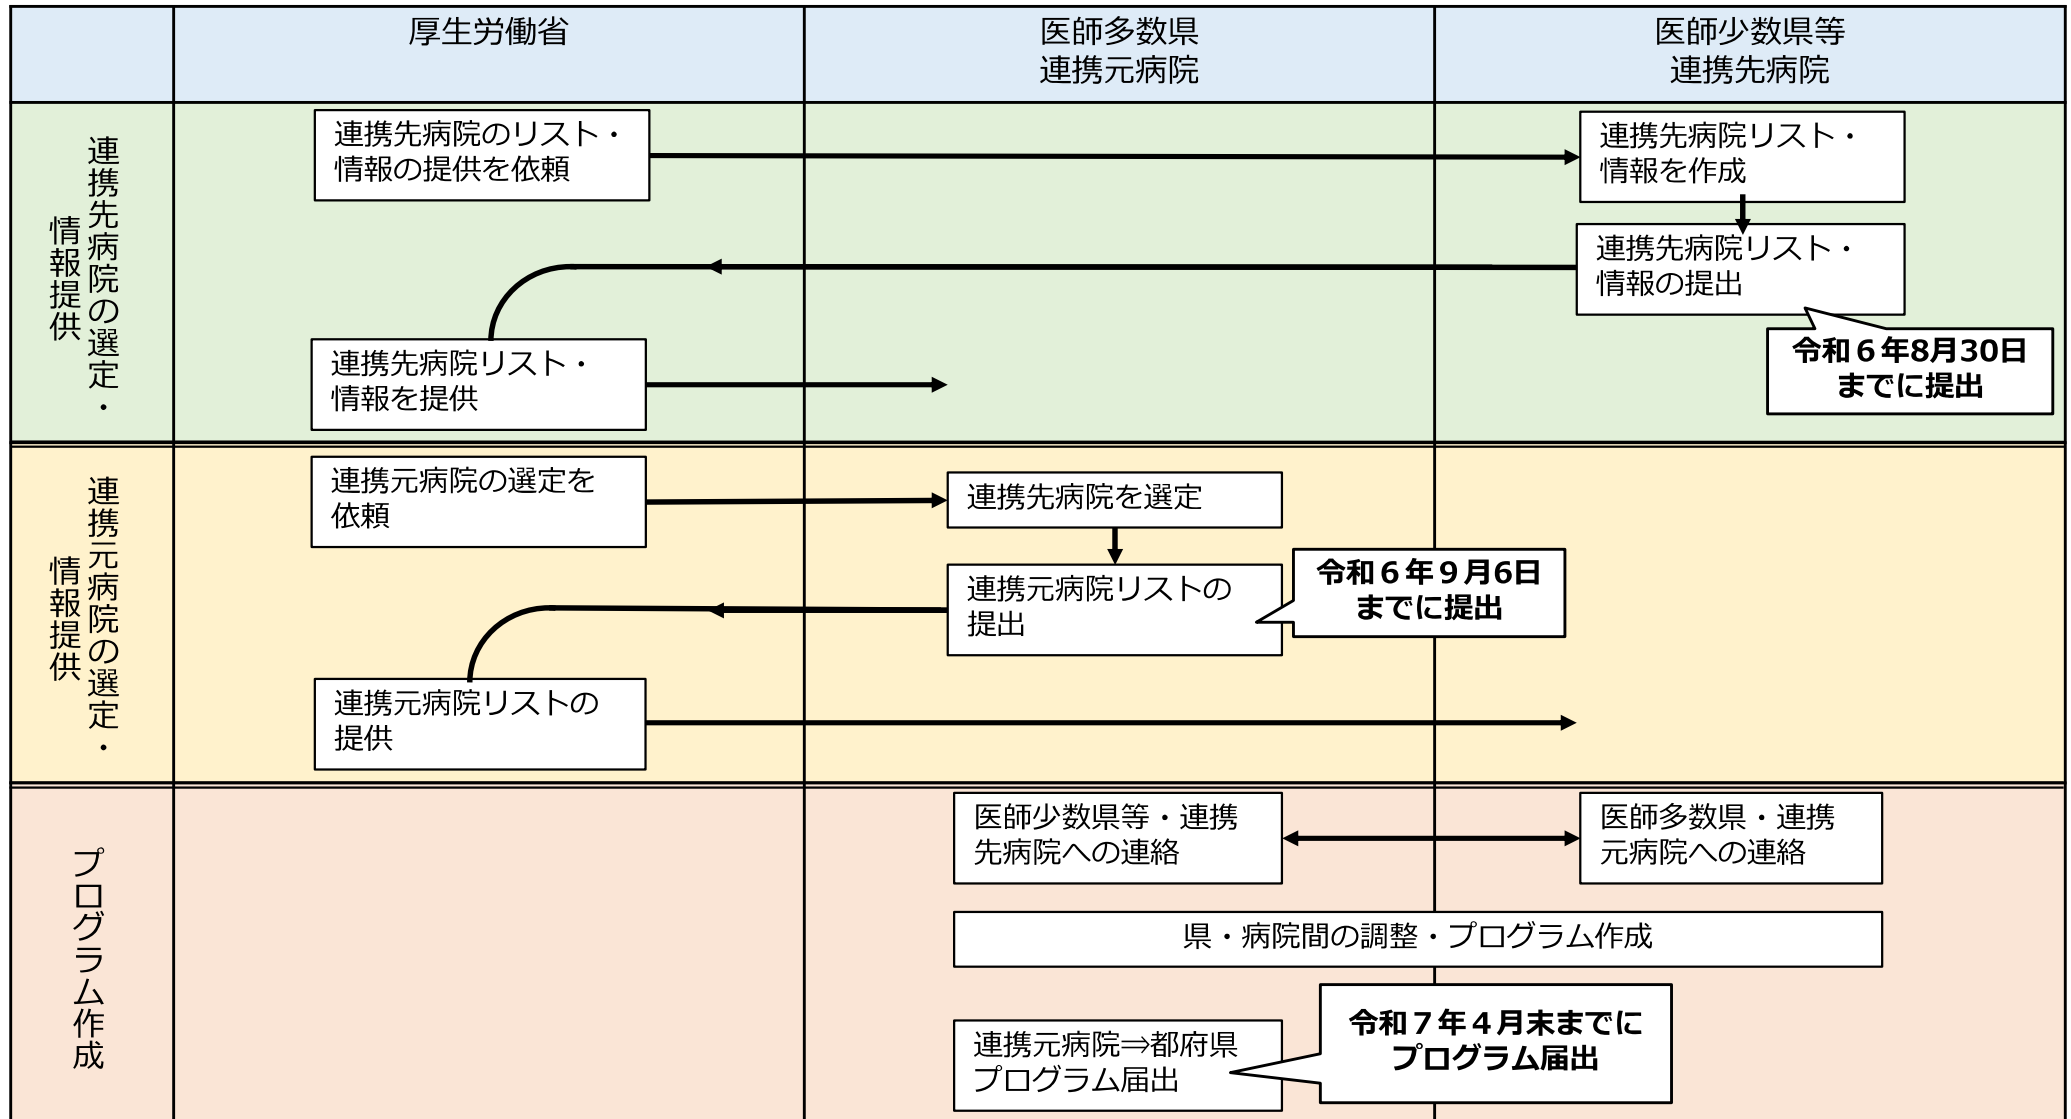 厚生労働省
医師多数県
連携元病院
医師少数県等
連携先病院
連携先病院の選定・
情報提供
連携先病院のリスト・
情報の提供を依頼
連携先病院リスト・
情報を作成
連携先病院リスト・
情報の提出
令和６年8月30日
までに提出
連携先病院リスト・
情報を提供
連携元病院の選定・
情報提供
連携元病院の選定を
依頼
連携先病院を選定
連携元病院リストの
提出
令和６年９月6日
までに提出
連携元病院リストの
提供
プログラム作成
医師少数県等・連携
先病院への連絡
医師多数県・連携
元病院への連絡
県・病院間の調整・プログラム作成
連携元病院⇒都府県
プログラム届出
令和７年４月末までに
プログラム届出